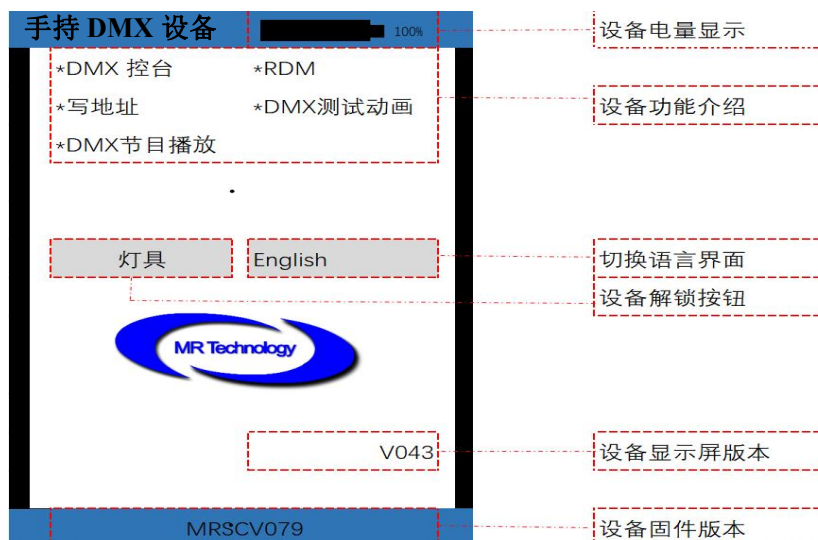 手持 DMX 设备
100%
设备电量显示
*DMX 控台
*RDM
*写地址
*DMX测试动画
设备功能介绍
*DMX节目播放
灯具
English
切换语言界面
设备解锁按钮
MR Technology
V043
设备显示屏版本
MRSCV079
设备固件版本